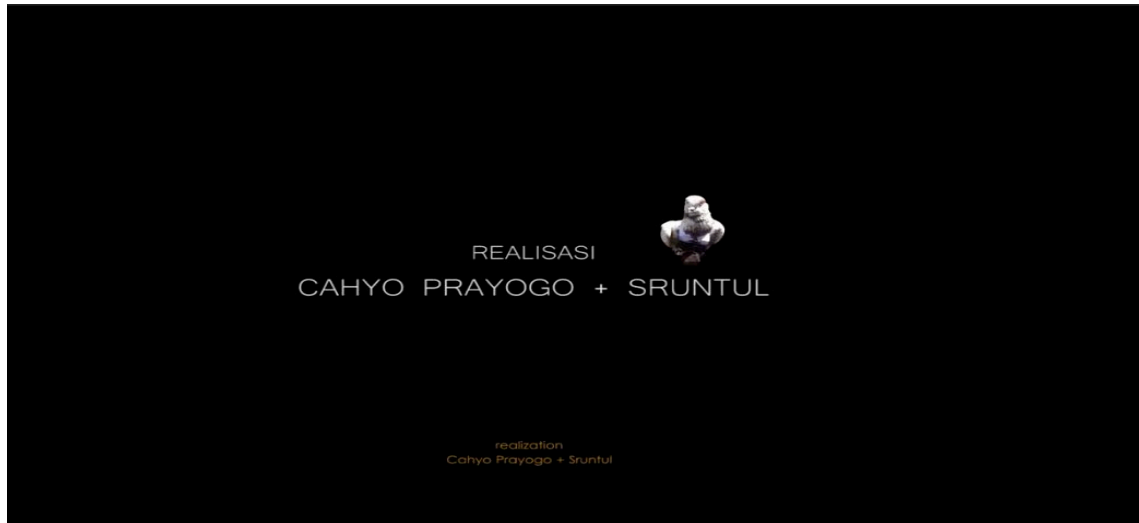 REALISASI
CAHYO PRAYOGO + SRUNTUL
realization
Cahyo Prayogo + Sruntul